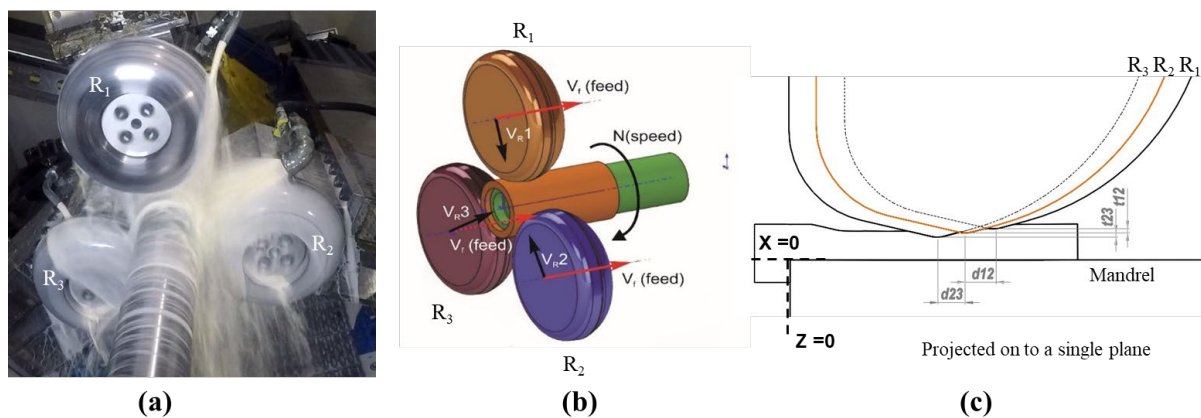 R1
R2
R3
(a)
R1
Vf (feed)
VR1
N(speed)
VR3
Vf (feed)
VR2
Vf (feed)
R3
R2
(b)
R3 R2 R1
t23
t12
X =0
d12
Mandrel
d23
Z =0
Projected on to a single plane
(c)